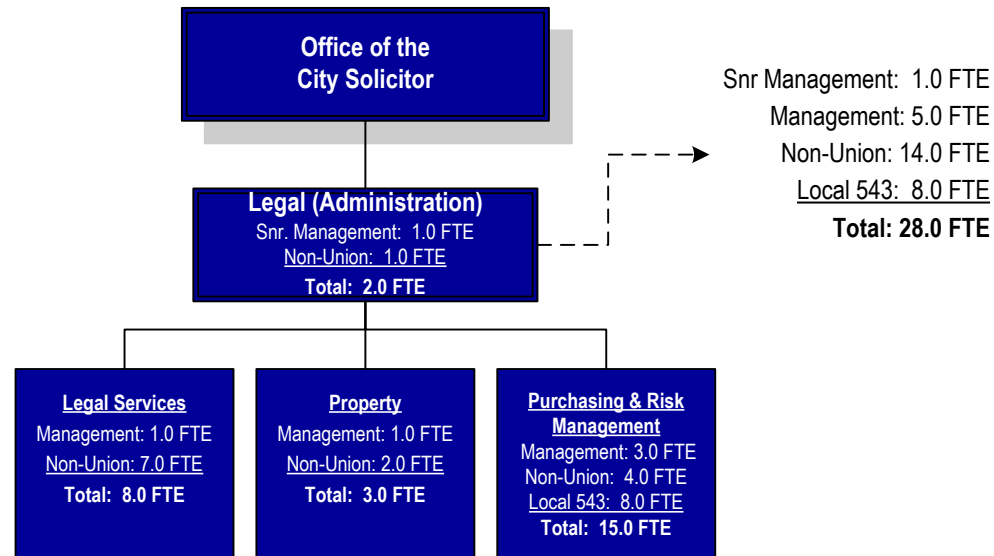 Office of the
City Solicitor
Snr Management: 1.0 FTE
Management: 5.0 FTE
Non-Union: 14.0 FTE
Local 543: 8.0 FTE
Total: 28.0 FTE
Legal (Administration)
Snr. Management: 1.0 FTE
Non-Union: 1.0 FTE
Total: 2.0 FTE
Legal Services
Management: 1.0 FTE
Non-Union: 7.0 FTE
Total: 8.0 FTE
Property
Management: 1.0 FTE
Non-Union: 2.0 FTE
Total: 3.0 FTE
Purchasing & Risk
Management
Management: 3.0 FTE
Non-Union: 4.0 FTE
Local 543: 8.0 FTE
Total: 15.0 FTE